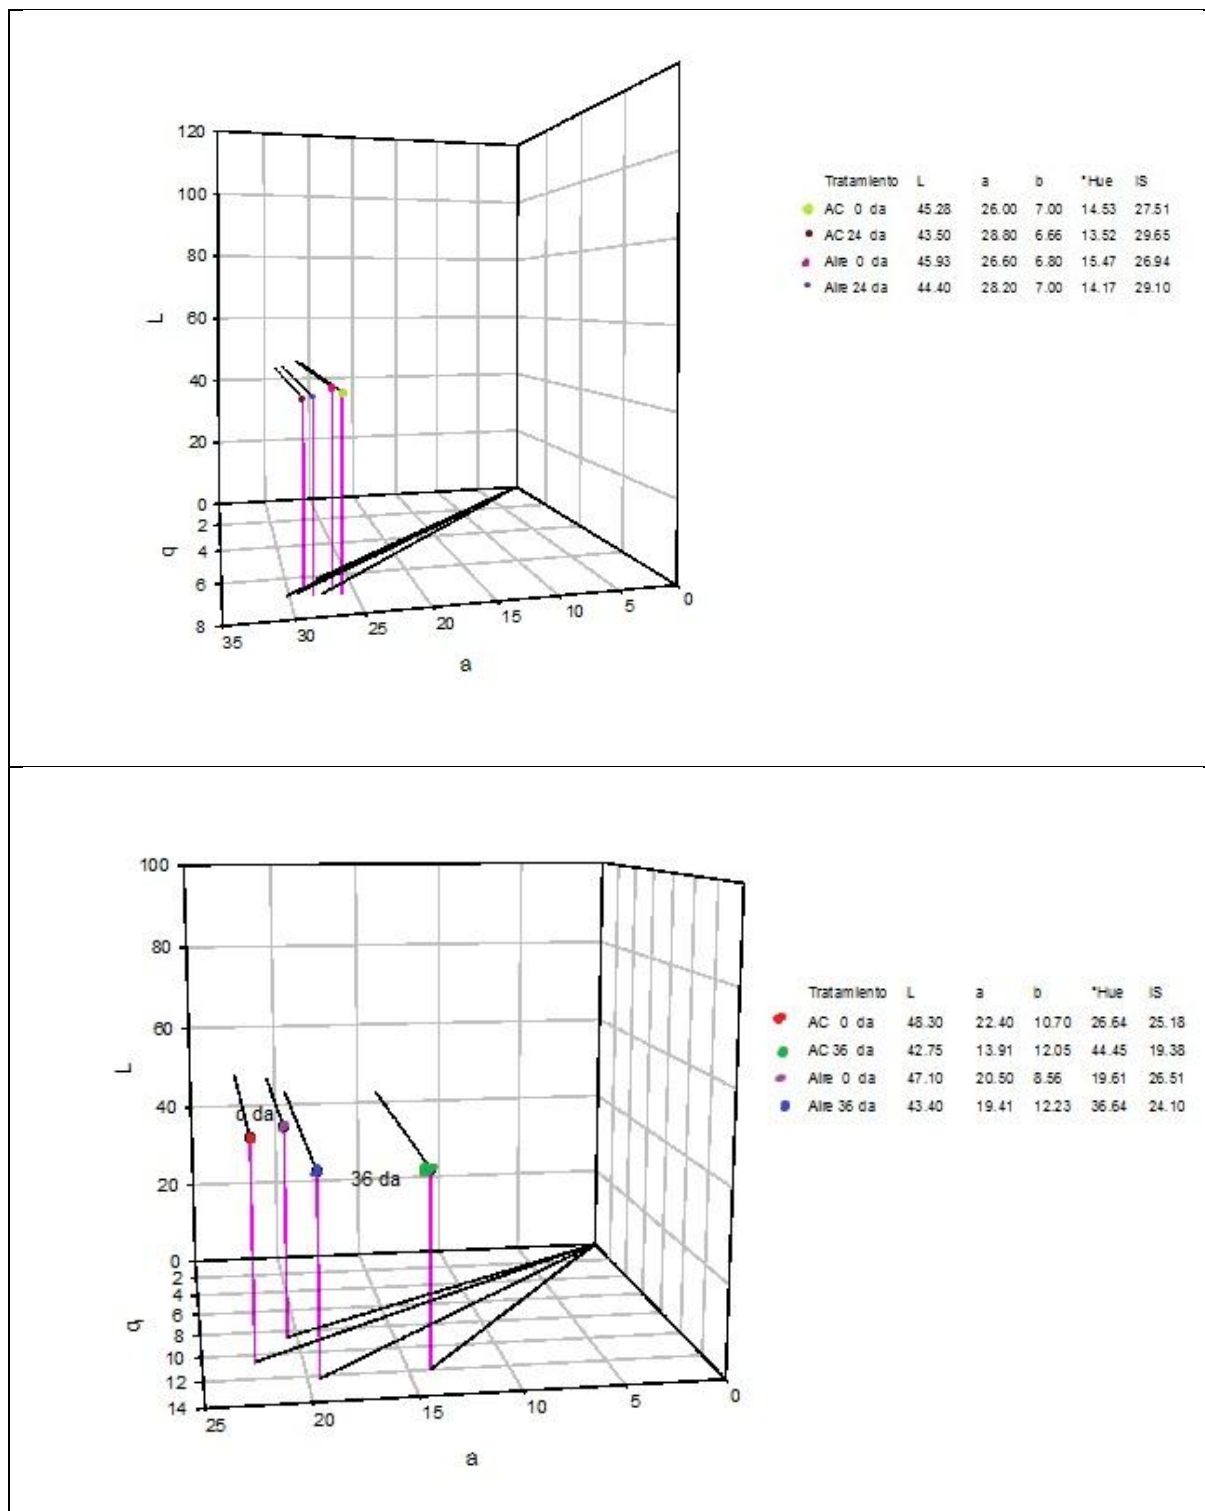 120
100
80
60
40
20
0
2
4
6
8
L
q
35
30
25
20
15
10
5
0
a
Tratamiento L a b °Hue IS
AC 0 da 45.28 26.00 7.00 14.53 27.51
AC 24 da 43.50 28.80 6.66 13.52 29.65
Aire 0 da 45.93 26.60 6.80 15.47 26.94
Aire 24 da 44.40 28.20 7.00 14.17 29.10
100
80
60
40
20
0
2
4
6
8
10
12
14
L
q
0 da
36 da
25
20
15
10
5
0
a
Tratamiento L a b °Hue IS
AC 0 da 48.30 22.40 10.70 26.64 25.18
AC 36 da 42.75 13.91 12.05 44.45 19.38
Aire 0 da 47.10 20.50 8.56 19.61 26.51
Aire 36 da 43.40 19.41 12.23 36.64 24.10